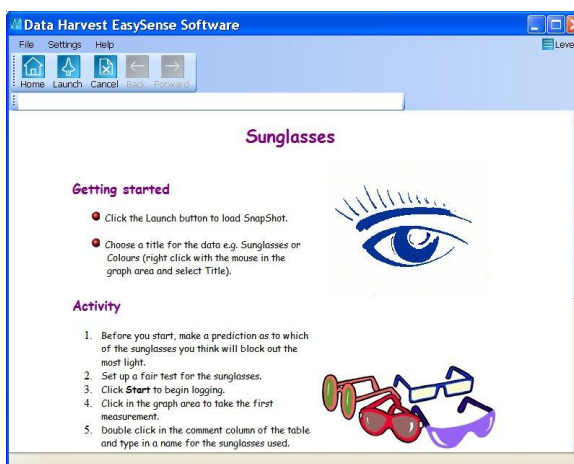 Data Harvest EasySense Software
File Settings Help
Leve
Home Launch Cancel Back Forward
Sunglasses
Getting started
Click the Launch button to load SnapShot.
Choose a title for the data e.g. Sunglasses or
Colours (right click with the mouse in the
graph area and select Title).
Activity
1. Before you start, make a prediction as to which
of the sunglasses you think will block out the
most light.
2. Set up a fair test for the sunglasses.
3. Click Start to begin logging.
4. Click in the graph area to take the first
measurement.
5. Double click in the comment column of the table
and type in a name for the sunglasses used.